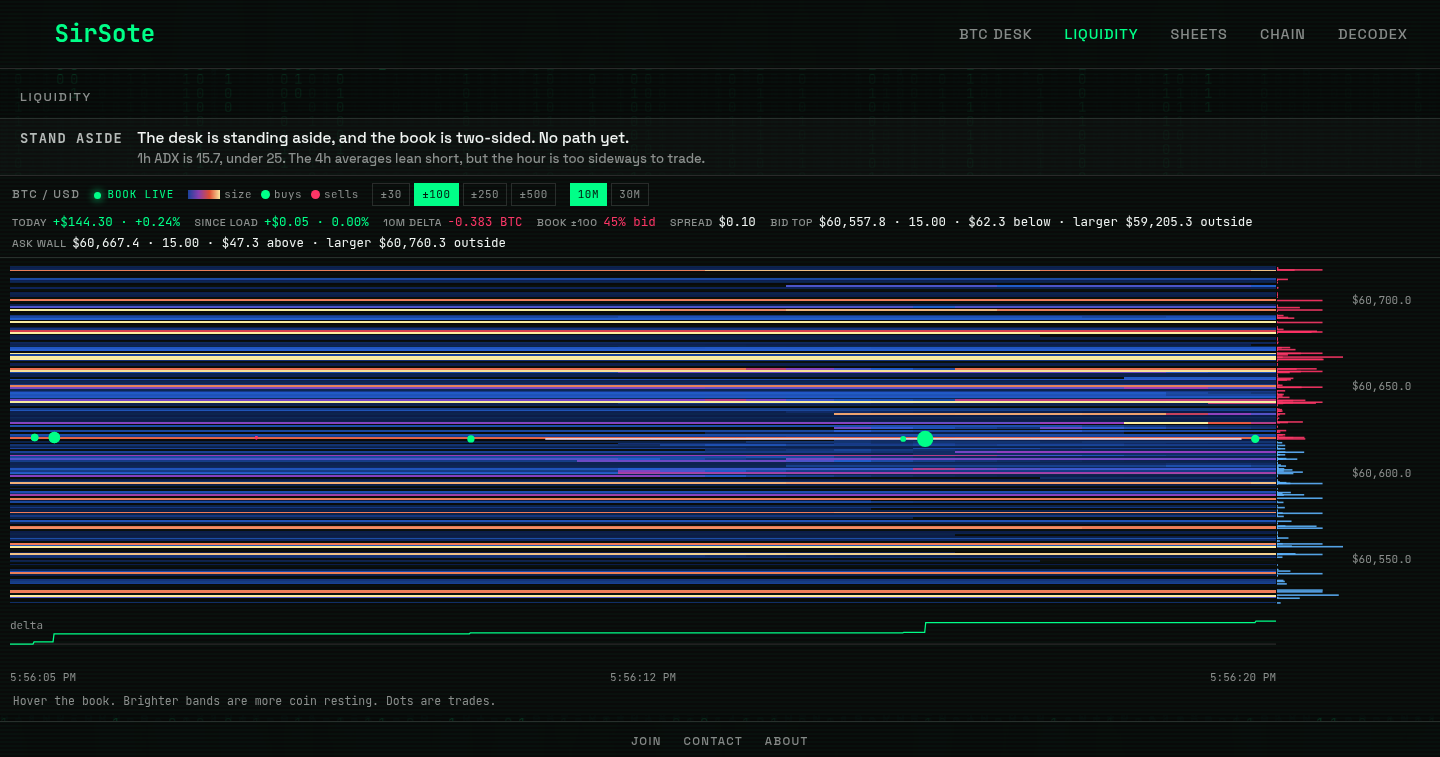 SirSote
BTC DESK LIQUIDITY SHEETS CHAIN DECODEX
LIQUIDITY
STAND ASIDE The desk is standing aside, and the book is two-sided. No path yet.
1h ADX is 15.7, under 25. The 4h averages lean short, but the hour is too sideways to trade.
BTC / USD BOOK LIVE size buys sells ±30 ±100 ±250 ±500 10M 30M
TODAY +$144.30 · +0.24% SINCE LOAD +$0.05 · 0.00% 10M DELTA -0.383 BTC BOOK ±100 45% bid SPREAD $0.10 BID TOP $60,557.8 · 15.00 · $62.3 below · larger $59,205.3 outside
ASK WALL $60,667.4 · 15.00 · $47.3 above · larger $60,760.3 outside
$60,700.0
$60,650.0
$60,600.0
$60,550.0
delta
5:56:05 PM 5:56:12 PM 5:56:20 PM
Hover the book. Brighter bands are more coin resting. Dots are trades.
JOIN CONTACT ABOUT